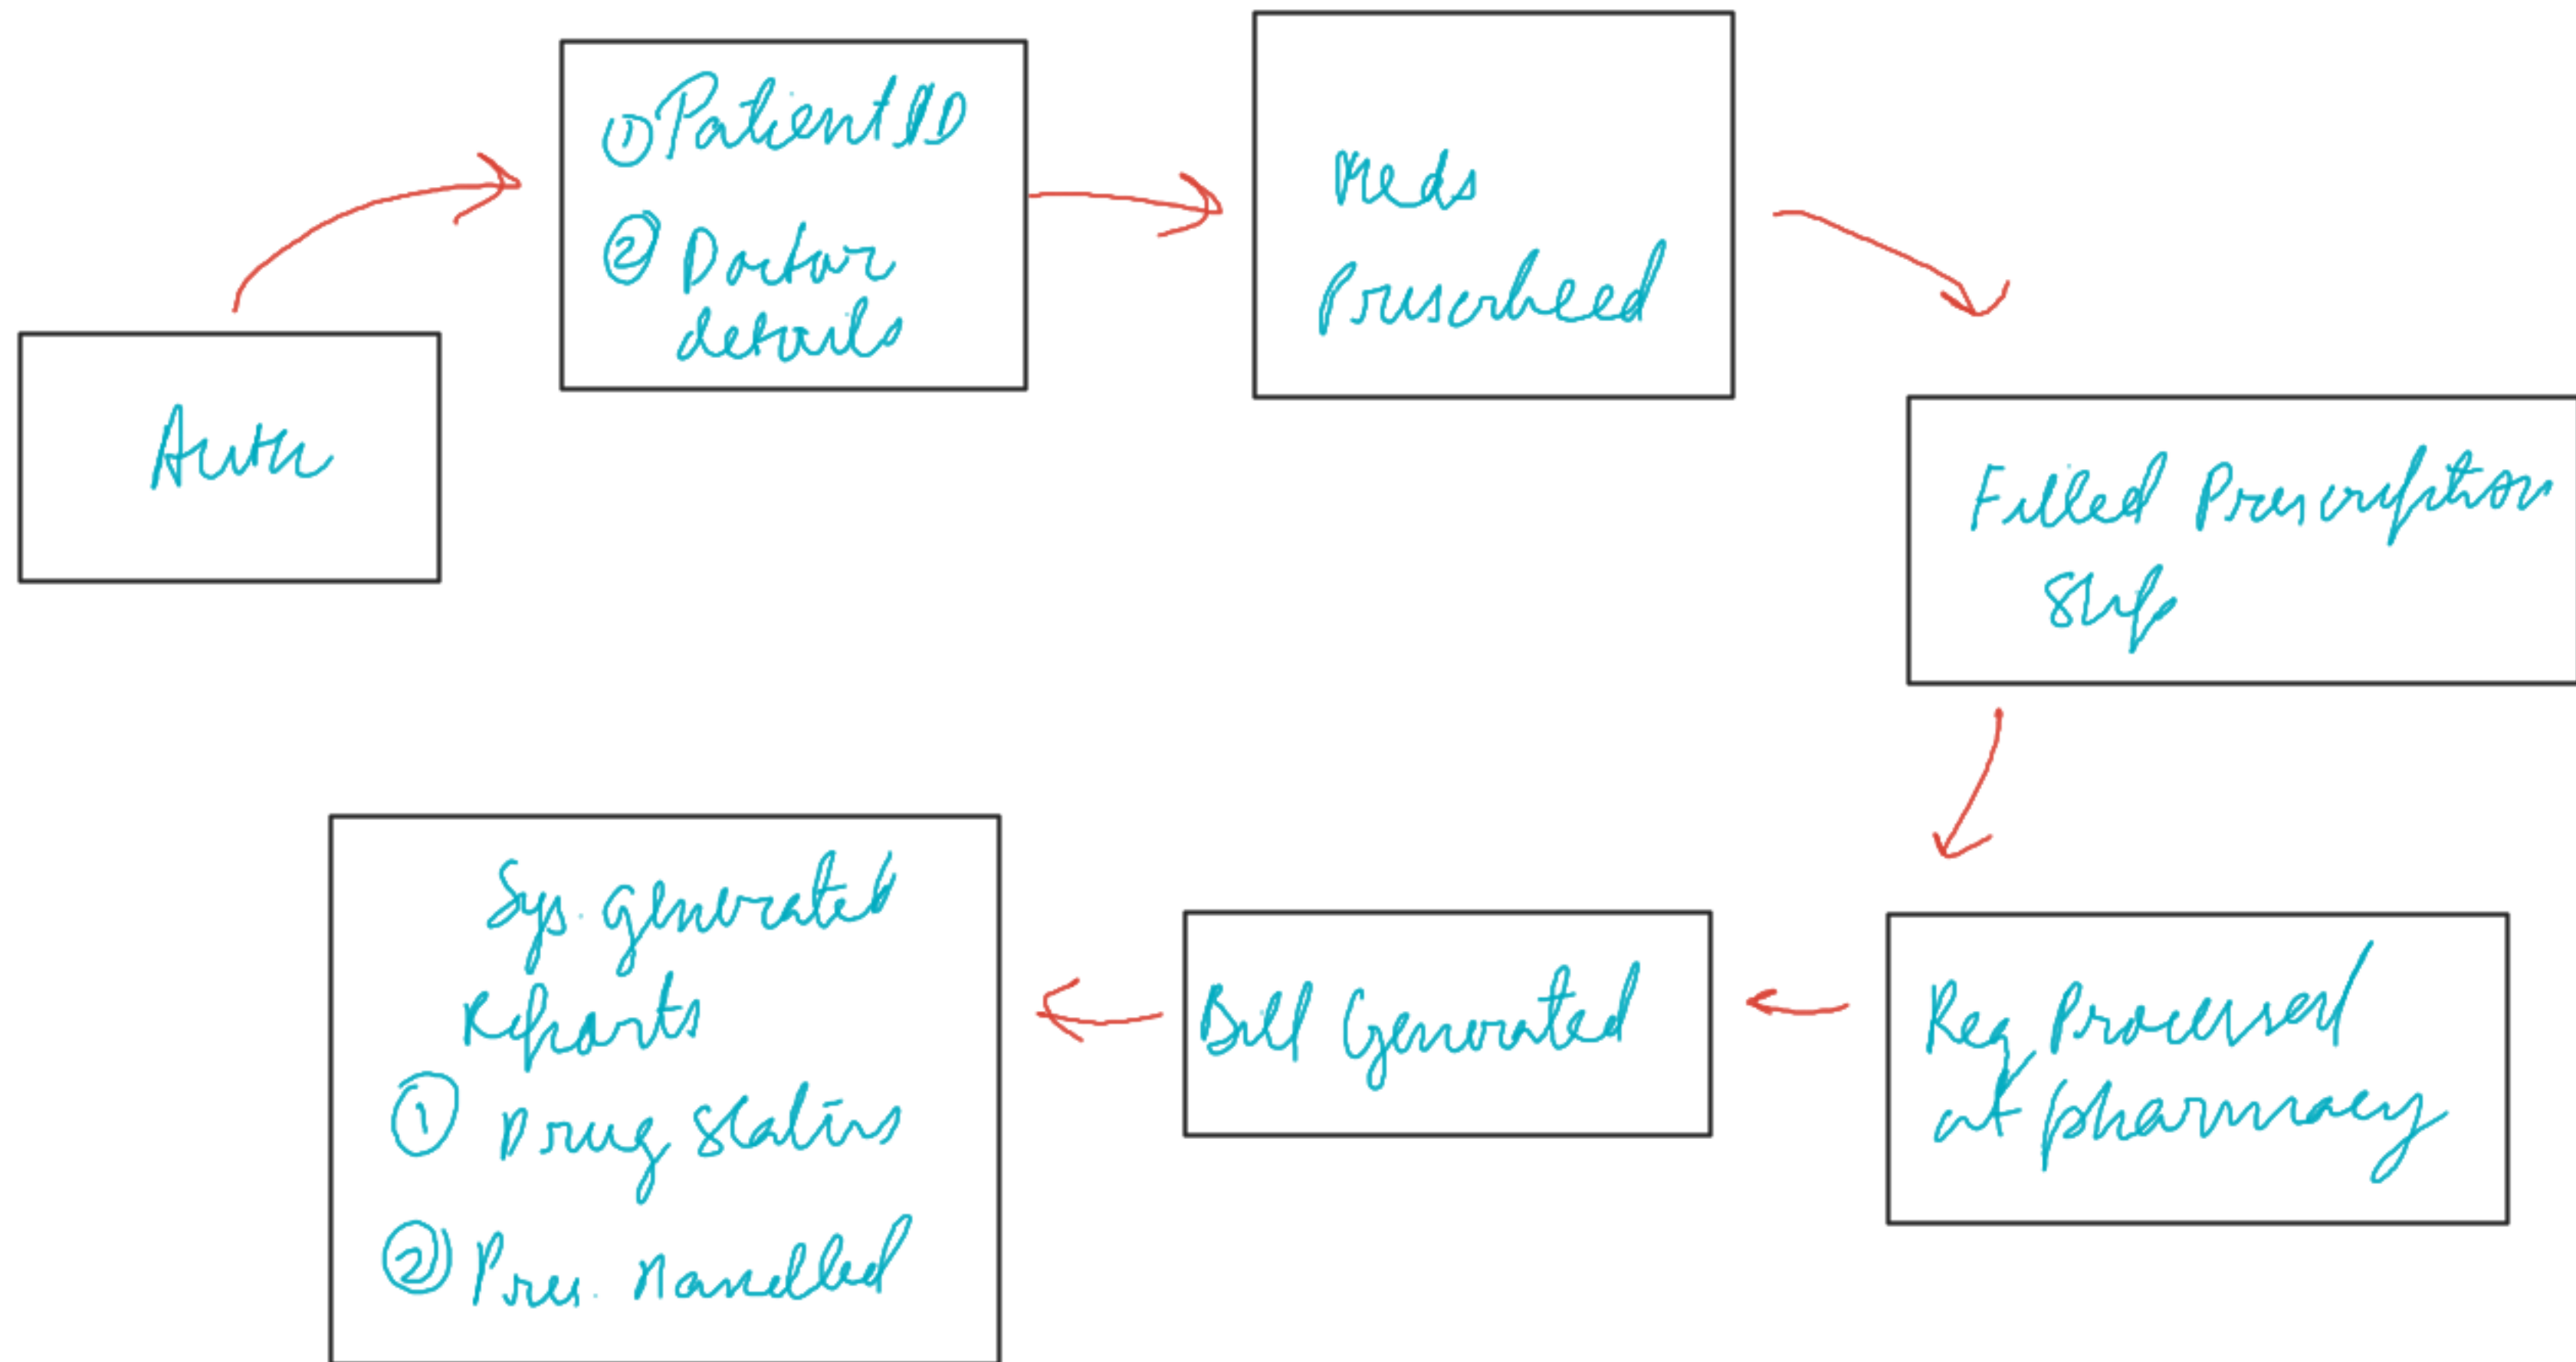 Auth
① Patient ID
② Doctor
details
Meds
Prescribed
Filled Prescription
Slip
Req Processed
at pharmacy
Bill Generated
Sys. generated
Reports
① Drug status
② Pres. Handled